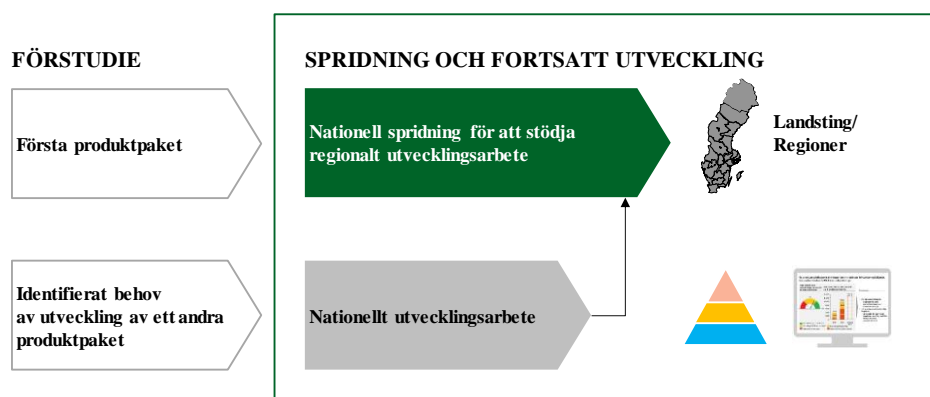 FÖRSTUDIE
SPRIDNING OCH FORTSATT UTVECKLING
Första produktpaket
Nationell spridning för att stödja
regionalt utvecklingsarbete
Landsting/
Regioner
Identifierat behov
av utveckling av ett andra
produktpaket
Nationellt utvecklingsarbete